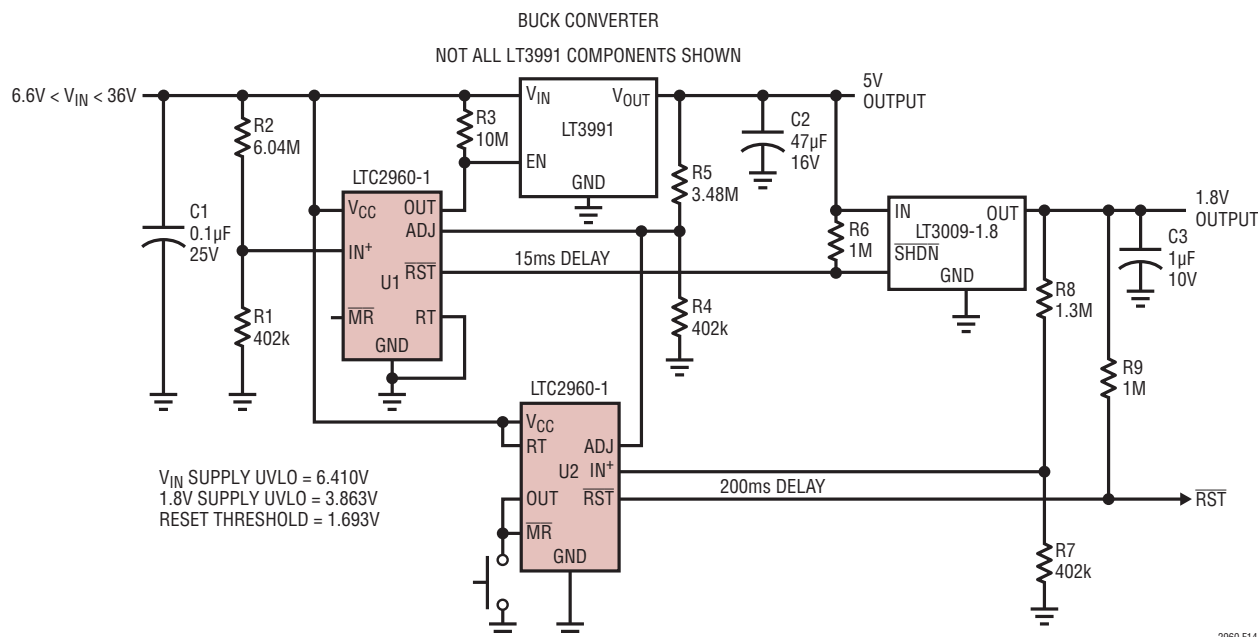 BUCK CONVERTER
NOT ALL LT3991 COMPONENTS SHOWN
6.6V < VIN < 36V
R2
6.04M
R3
10M
VIN
VOUT
LT3991
EN
GND
5V
OUTPUT
C2
47µF
16V
R5
3.48M
LTC2960-1
VCC
OUT
ADJ
IN+
RST
U1
MR
RT
GND
C1
0.1µF
25V
R1
402k
15ms DELAY
R6
1M
R4
402k
IN
OUT
LT3009-1.8
SHDN
GND
1.8V
OUTPUT
C3
1µF
10V
R8
1.3M
R9
1M
LTC2960-1
VCC
RT
ADJ
U2
IN+
OUT
RST
MR
GND
200ms DELAY
RST
R7
402k
VIN SUPPLY UVLO = 6.410V
1.8V SUPPLY UVLO = 3.863V
RESET THRESHOLD = 1.693V
2960 F14